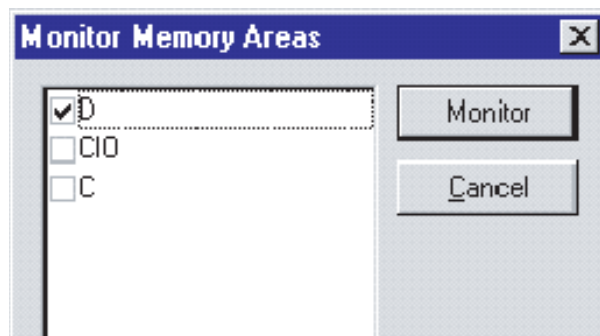 Monitor Memory Areas
D
CIO
C
Monitor
Cancel